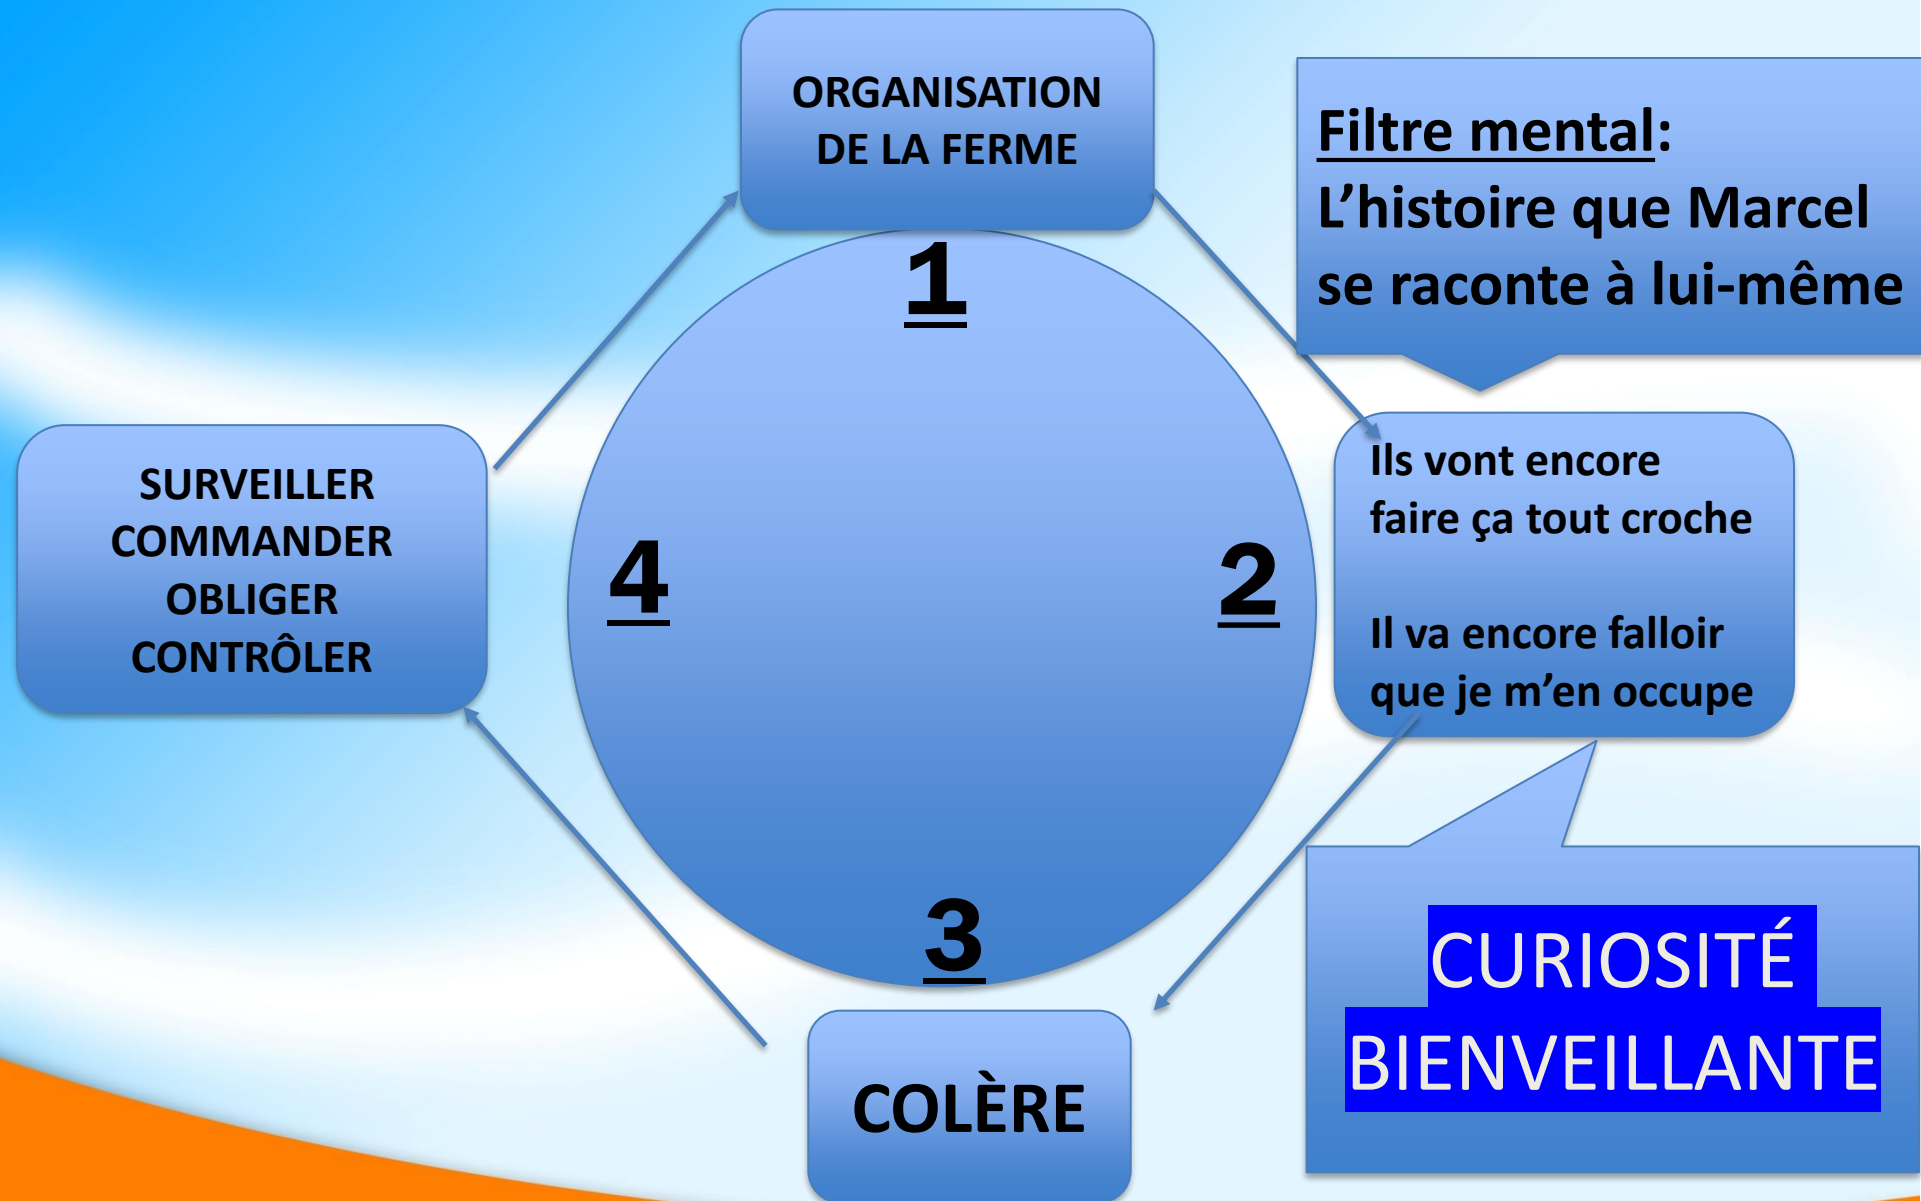 ORGANISATION
DE LA FERME
Filtre mental:
L’histoire que Marcel
se raconte à lui-même
1
SURVEILLER
COMMANDER
OBLIGER
CONTRÔLER
4
2
Ils vont encore
faire ça tout croche
Il va encore falloir
que je m’en occupe
3
COLÈRE
CURIOSITÉ
BIENVEILLANTE